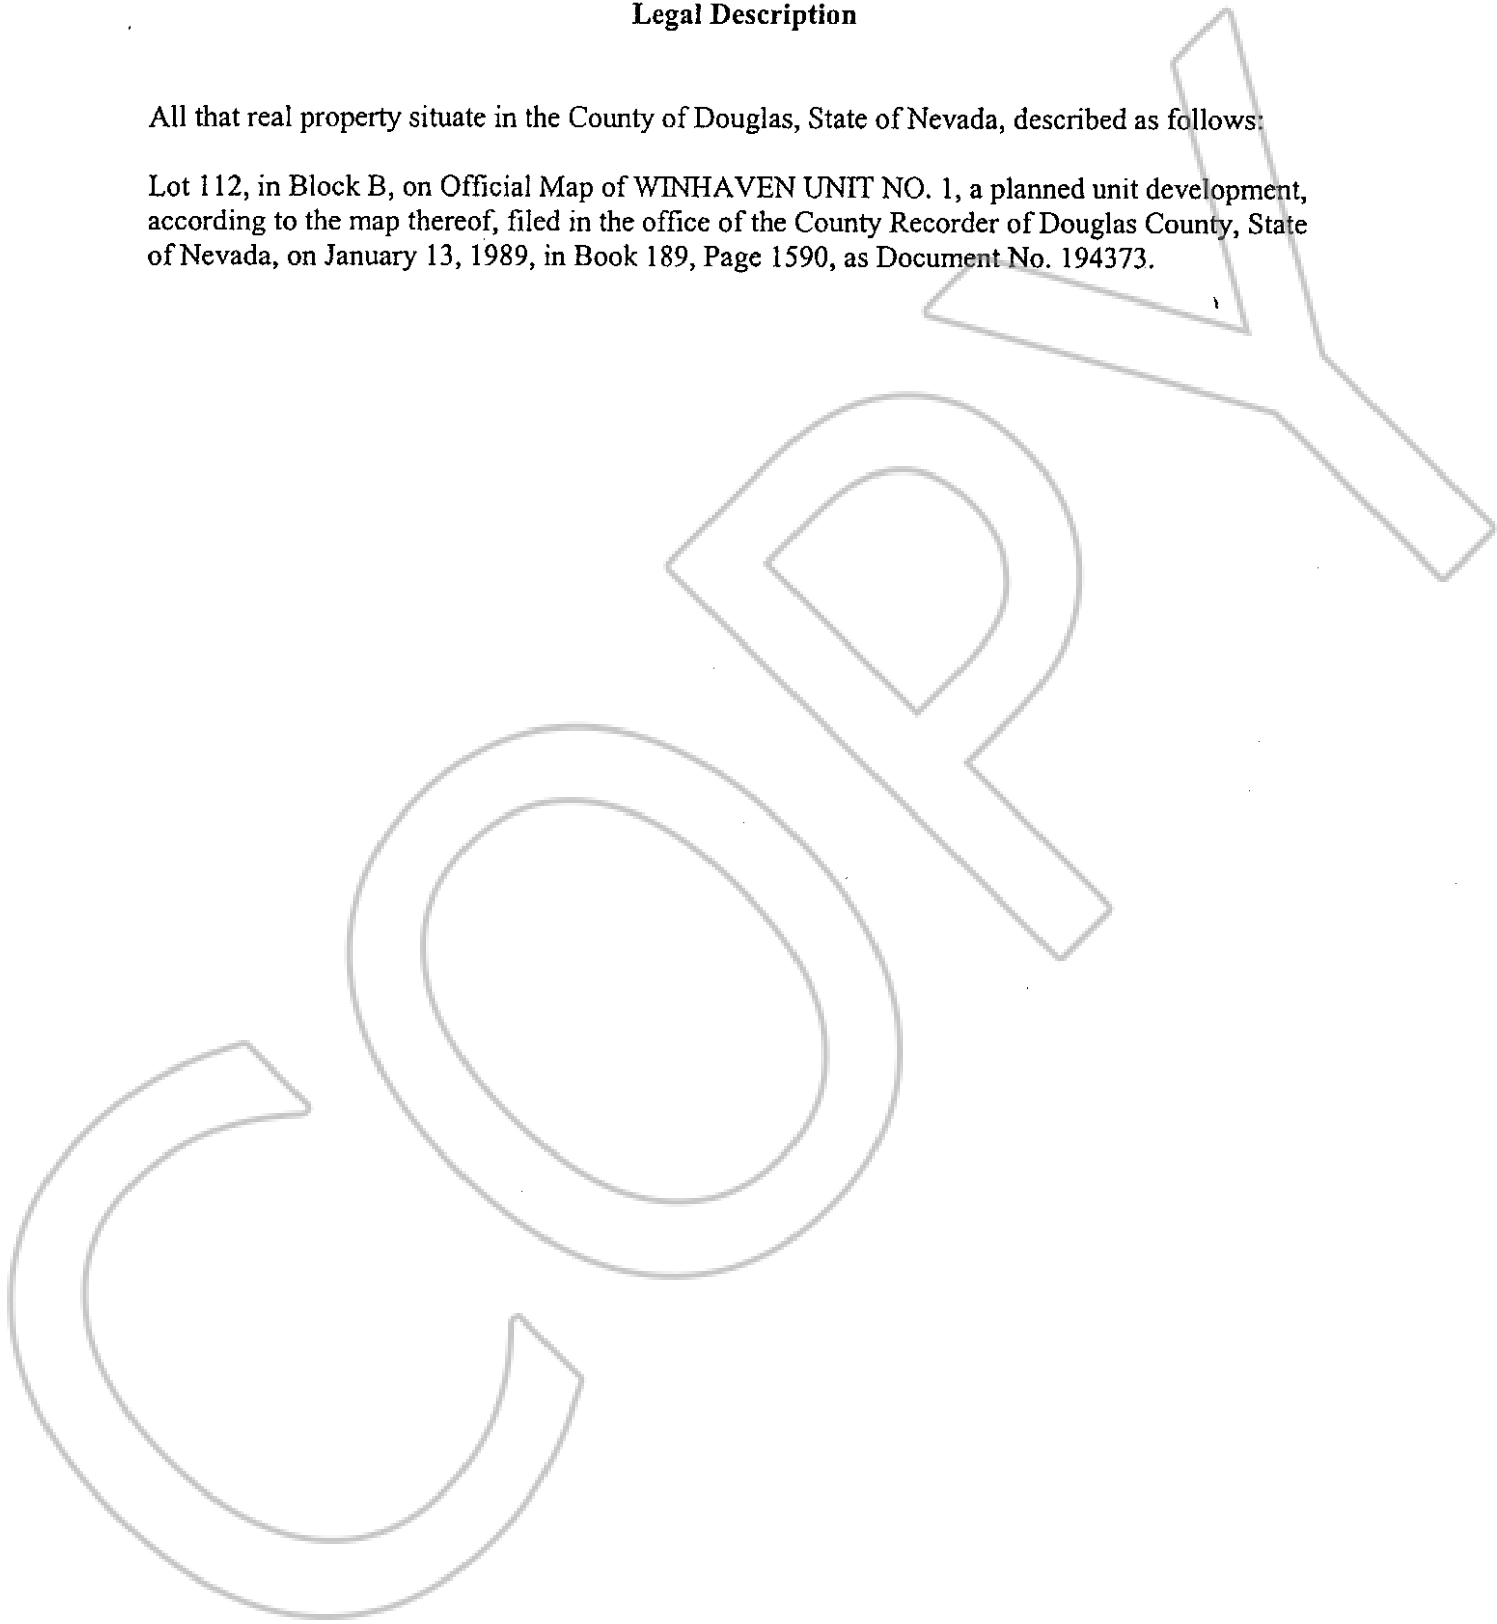 Legal Description
All that real property situate in the County of Douglas, State of Nevada, described as follows:
Lot 112, in Block B, on Official Map of WINHAVEN UNIT NO. 1, a planned unit development,
according to the map thereof, filed in the office of the County Recorder of Douglas County, State
of Nevada, on January 13, 1989, in Book 189, Page 1590, as Document No. 194373.
COPY